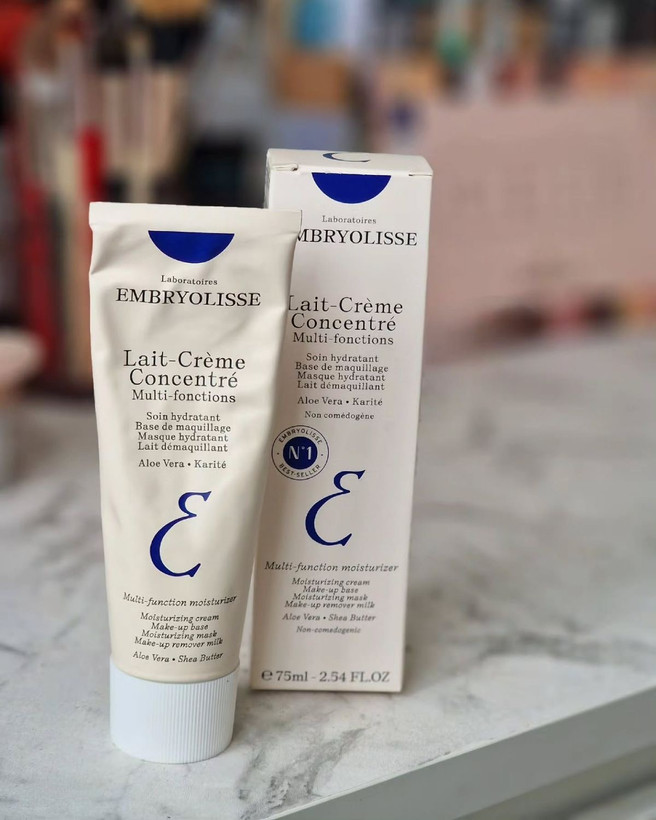 Laboratoires
EMBRYOLISSE
Lait-Crème
Concentré
Multi-fonctions
Soin hydratant
Base de maquillage
Masque hydratant
Lait démaquillant
Aloe Vera • Karité
Multi-function moisturizer
Moisturizing cream
Make-up base
Moisturizing mask
Make-up remover milk
Aloe Vera • Shea Butter
Laboratoires
MBRYOLISSE
Lait-Crème
Concentré
Multi-fonctions
Soin hydratant
Base de maquillage
Masque hydratant
Lait démaquillant
Aloe Vera • Karité
Non comédogène
EMBRYOLISSE
N°1
BEST-SELLER
Multi-function moisturizer
Moisturizing cream
Make-up base
Moisturizing mask
Make-up remover milk
Aloe Vera • Shea Butter
Non-comedogenic
℮ 75ml - 2.54 FL.OZ